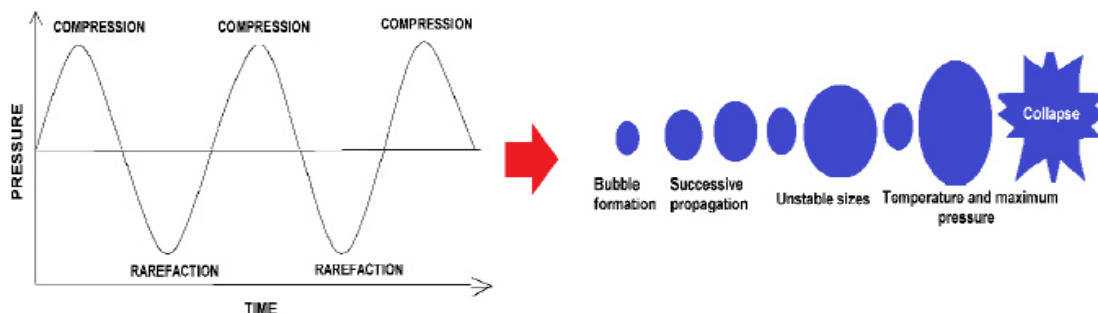 COMPRESSION
COMPRESSION
COMPRESSION
PRESSURE
RAREFACTION
RAREFACTION
TIME
Collapse
Bubble
formation
Successive
propagation
Unstable sizes
Temperature and maximum
pressure